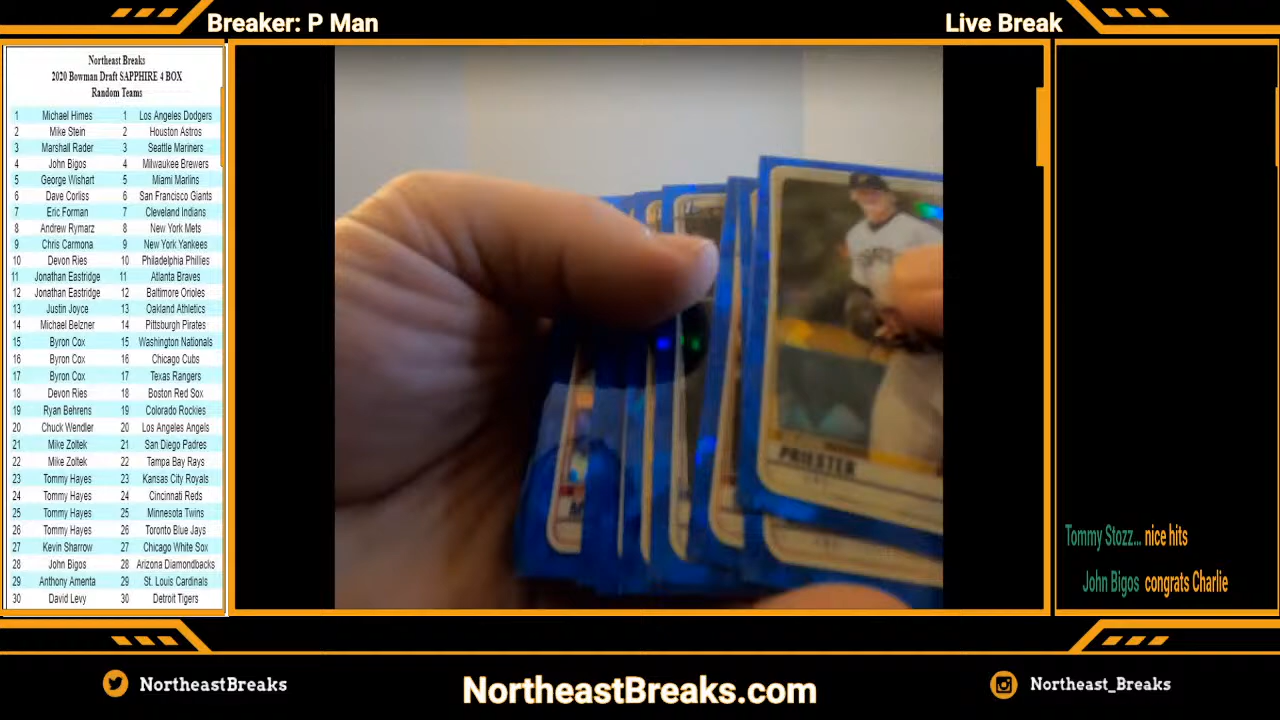 Breaker: P Man
Live Break
Northeast Breaks
2020 Bowman Draft SAPPHIRE 4 BOX
Random Teams
1 Michael Himes 1 Los Angeles Dodgers
2 Mike Stein 2 Houston Astros
3 Marshall Rader 3 Seattle Mariners
4 John Bigos 4 Milwaukee Brewers
5 George Wishart 5 Miami Marlins
6 Dave Corliss 6 San Francisco Giants
7 Eric Forman 7 Cleveland Indians
8 Andrew Rymarz 8 New York Mets
9 Chris Carmona 9 New York Yankees
10 Devon Ries 10 Philadelphia Phillies
11 Jonathan Eastridge 11 Atlanta Braves
12 Jonathan Eastridge 12 Baltimore Orioles
13 Justin Joyce 13 Oakland Athletics
14 Michael Belzner 14 Pittsburgh Pirates
15 Byron Cox 15 Washington Nationals
16 Byron Cox 16 Chicago Cubs
17 Byron Cox 17 Texas Rangers
18 Devon Ries 18 Boston Red Sox
19 Ryan Behrens 19 Colorado Rockies
20 Chuck Wendler 20 Los Angeles Angels
21 Mike Zoltek 21 San Diego Padres
22 Mike Zoltek 22 Tampa Bay Rays
23 Tommy Hayes 23 Kansas City Royals
24 Tommy Hayes 24 Cincinnati Reds
25 Tommy Hayes 25 Minnesota Twins
26 Tommy Hayes 26 Toronto Blue Jays
27 Kevin Sharrow 27 Chicago White Sox
28 John Bigos 28 Arizona Diamondbacks
29 Anthony Amenta 29 St. Louis Cardinals
30 David Levy 30 Detroit Tigers
PRIESTER
Tommy Stozz... nice hits
John Bigos congrats Charlie
NortheastBreaks
NortheastBreaks.com
Northeast_Breaks